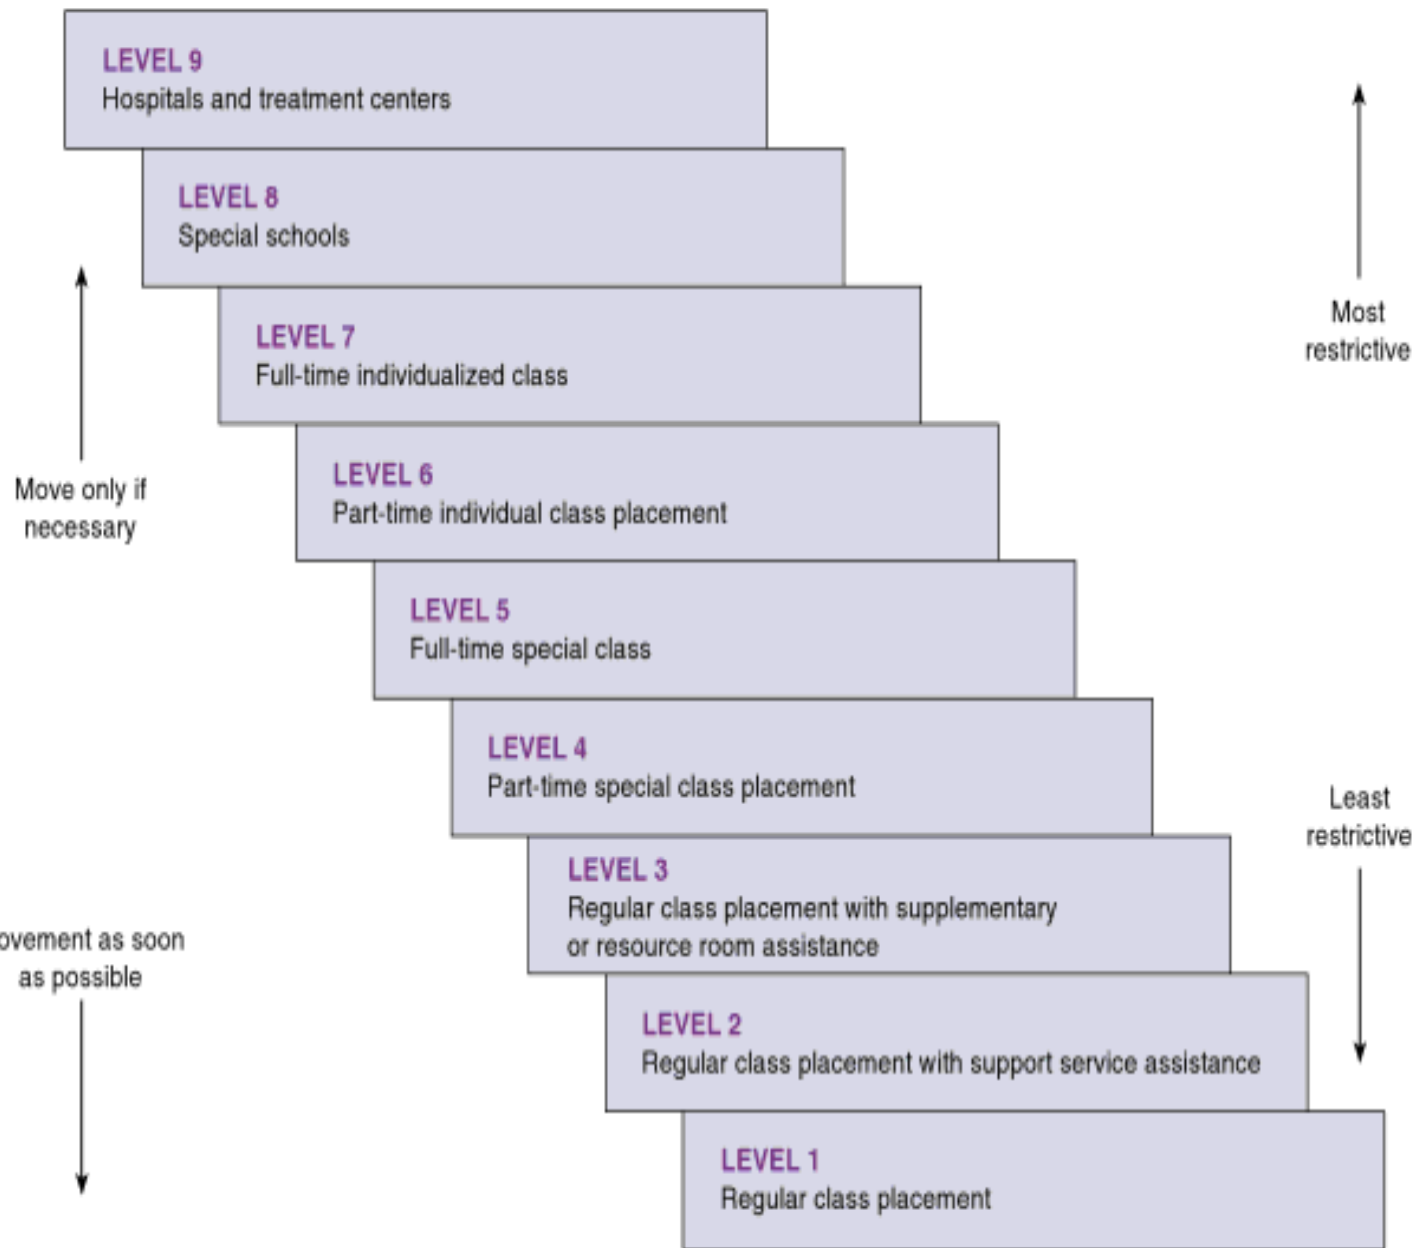 LEVEL 9
Hospitals and treatment centers
LEVEL 8
Special schools
LEVEL 7
Full-time individualized class
LEVEL 6
Part-time individual class placement
LEVEL 5
Full-time special class
LEVEL 4
Part-time special class placement
LEVEL 3
Regular class placement with supplementary
or resource room assistance
LEVEL 2
Regular class placement with support service assistance
LEVEL 1
Regular class placement
Move only if
necessary
ovement as soon
as possible
Most
restrictive
Least
restrictive